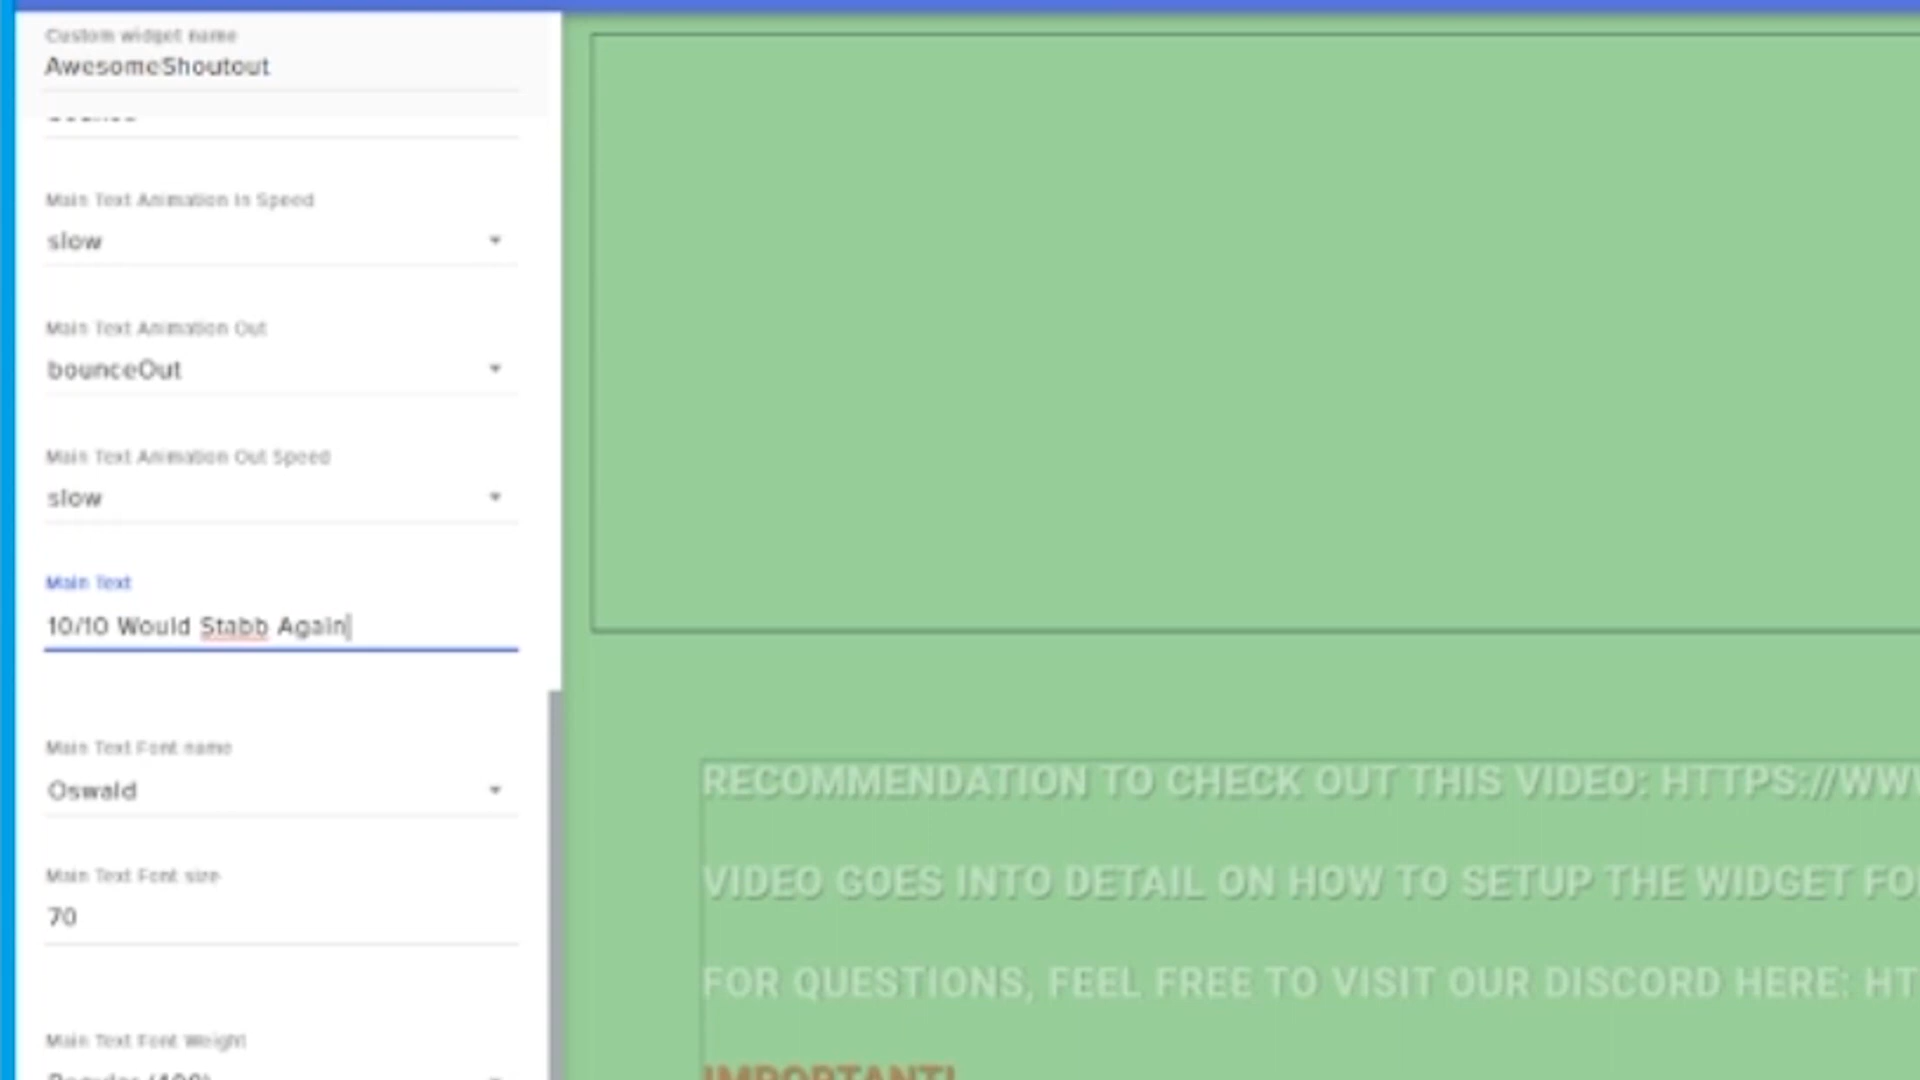 Custom widget name
AwesomeShoutout
Main Text Animation In Speed
slow
Main Text Animation Out
bounceOut
Main Text Animation Out Speed
slow
Main Text
10/10 Would Stabb Again
Main Text Font name
Oswald
Main Text Font size
70
Main Text Font Weight
Regular (400)
RECOMMENDATION TO CHECK OUT THIS VIDEO: HTTPS://WW
VIDEO GOES INTO DETAIL ON HOW TO SETUP THE WIDGET FO
FOR QUESTIONS, FEEL FREE TO VISIT OUR DISCORD HERE: HT
IMPORTANT!